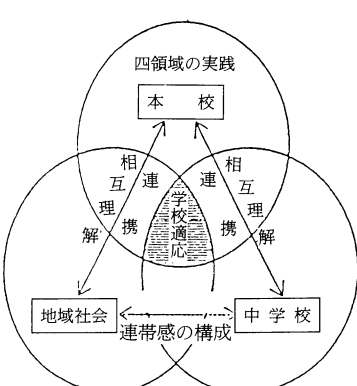 四領域の実践
本 校
相互理解
連携
連携
相互理解
学校適応
地域社会
中学校
連帯感の構成